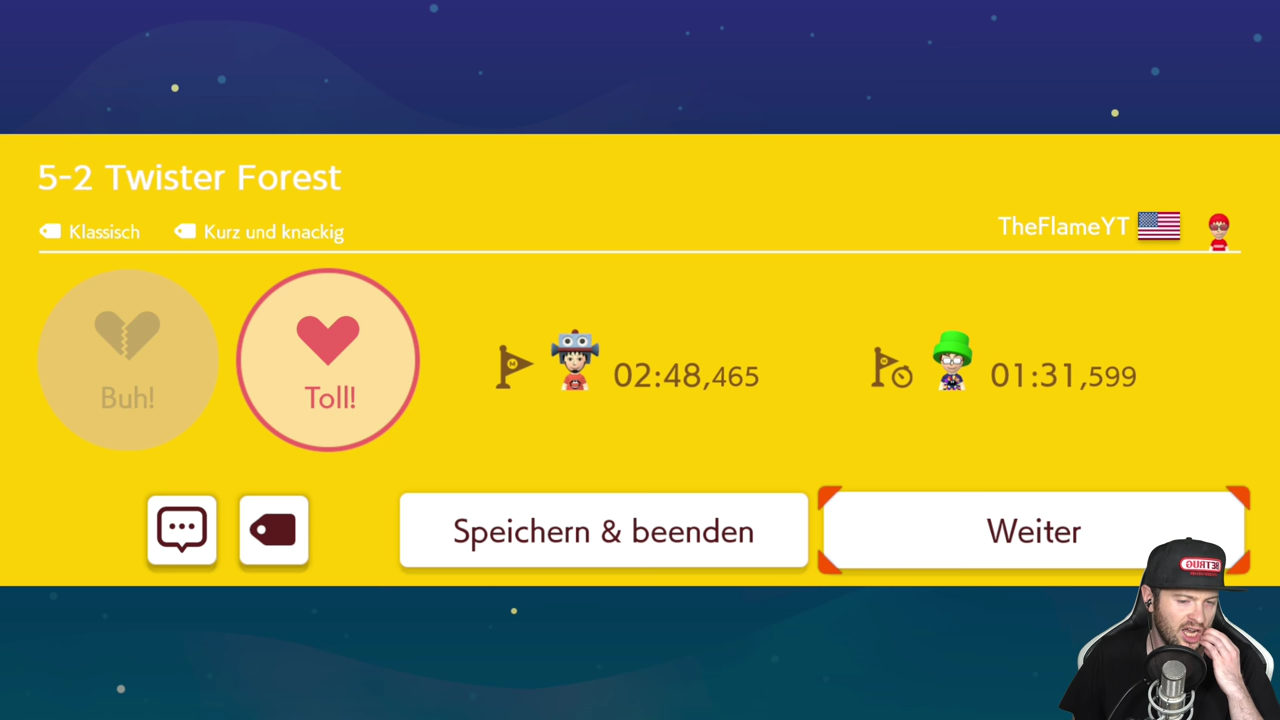 5-2 Twister Forest
Klassisch Kurz und knackig
TheFlameYT
Buh!
Toll!
M
02:48,465
M
01:31,599
Speichern & beenden
Weiter
BETRUG